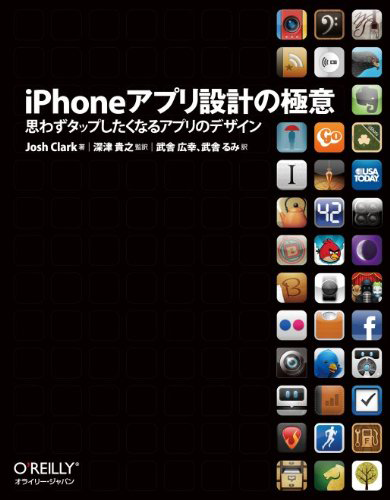 iPhoneアプリ設計の極意
思わずタップしたくなるアプリのデザイン
Josh Clark 著 | 深津 貴之 監訳 | 武舎 広幸、武舎 るみ 訳
USA
TODAY
42
B
f
O'REILLY®
オライリー・ジャパン